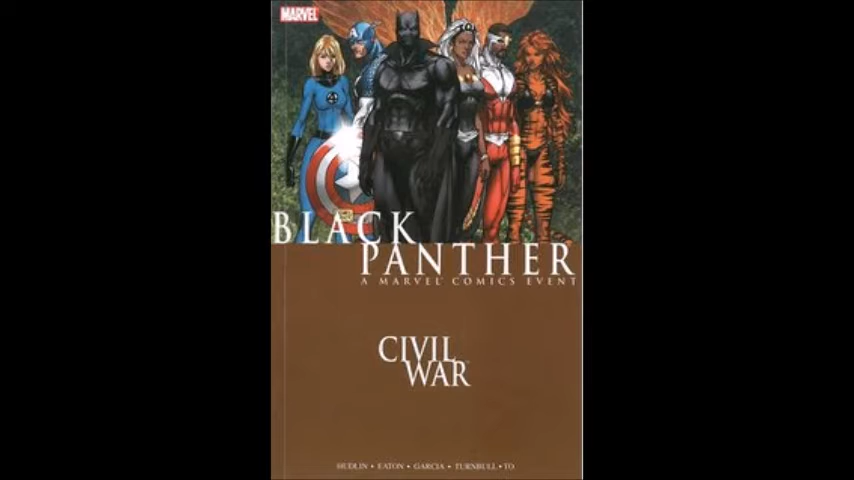 MARVEL
BLACK
PANTHER
A MARVEL COMICS EVENT
CIVIL
WAR
HUDLIN • EATON • GARCIA • TURNBULL • TO